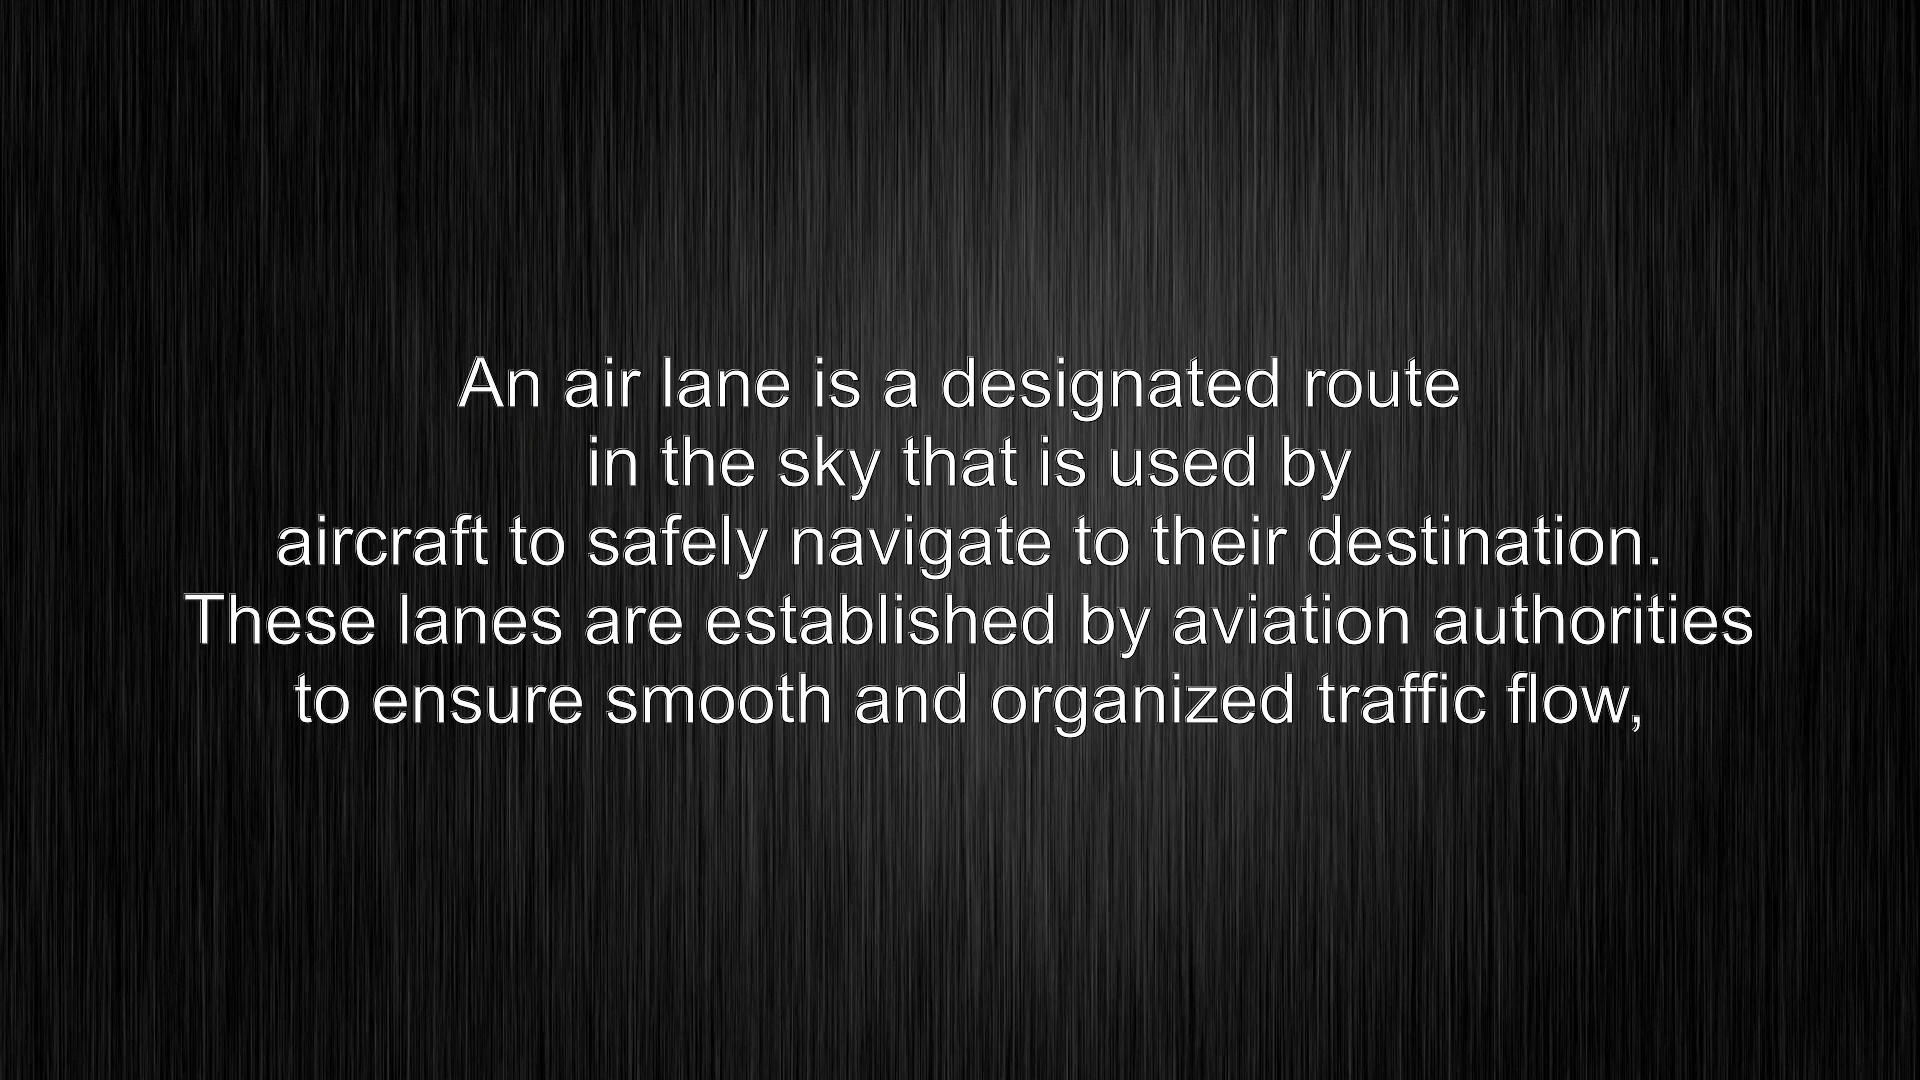 An air lane is a designated route
in the sky that is used by
aircraft to safely navigate to their destination.
These lanes are established by aviation authorities
to ensure smooth and organized traffic flow,